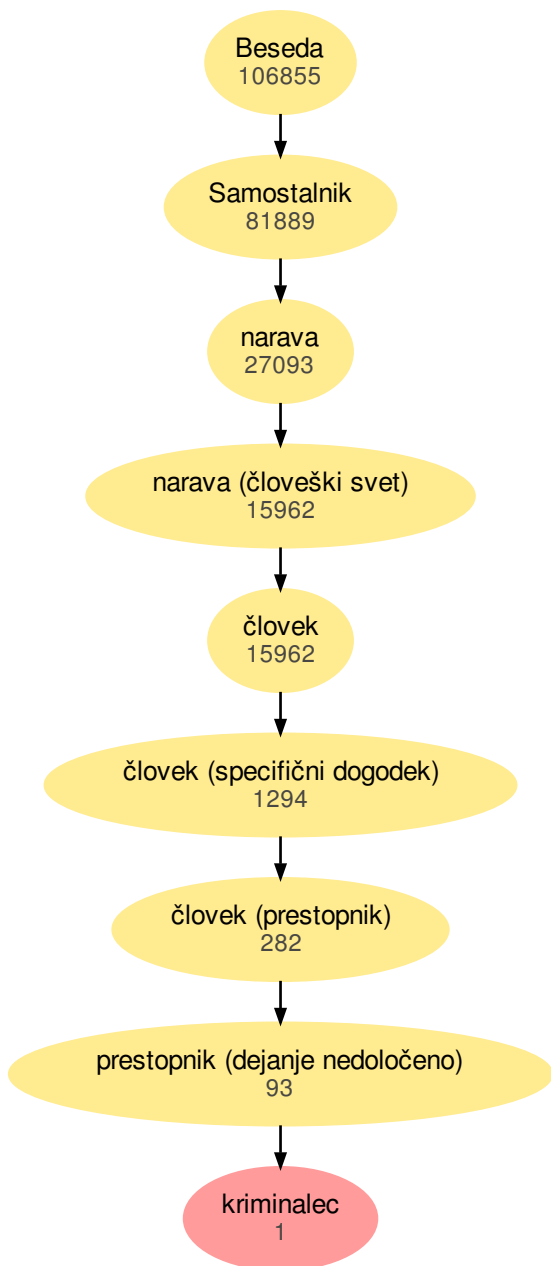 Beseda
106855
Samostalnik
81889
narava
27093
narava (človeški svet)
15962
človek
15962
človek (specifični dogodek)
1294
človek (prestopnik)
282
prestopnik (dejanje nedoločeno)
93
kriminalec
1